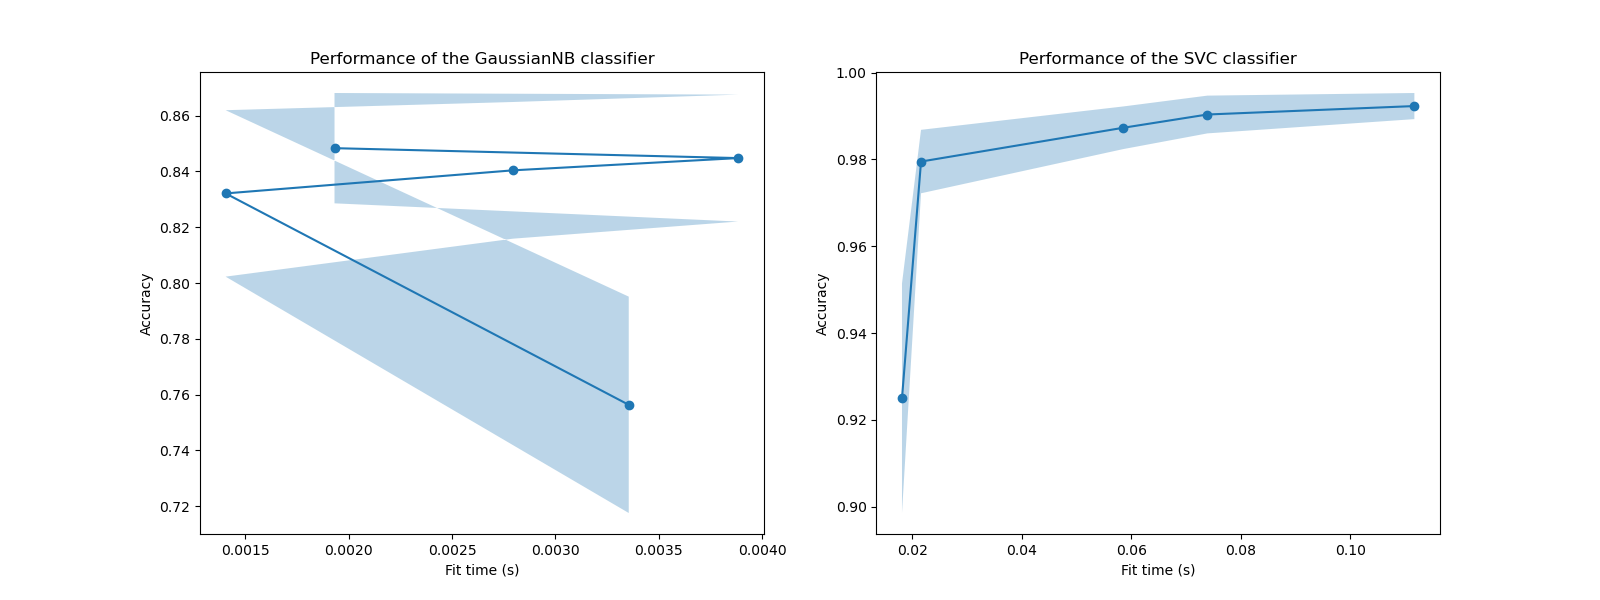 Performance of the GaussianNB classifier
Accuracy
0.86
0.84
0.82
0.80
0.78
0.76
0.74
0.72
0.0015 0.0020 0.0025 0.0030 0.0035 0.0040
Fit time (s)
Performance of the SVC classifier
Accuracy
1.00
0.98
0.96
0.94
0.92
0.90
0.02 0.04 0.06 0.08 0.10
Fit time (s)